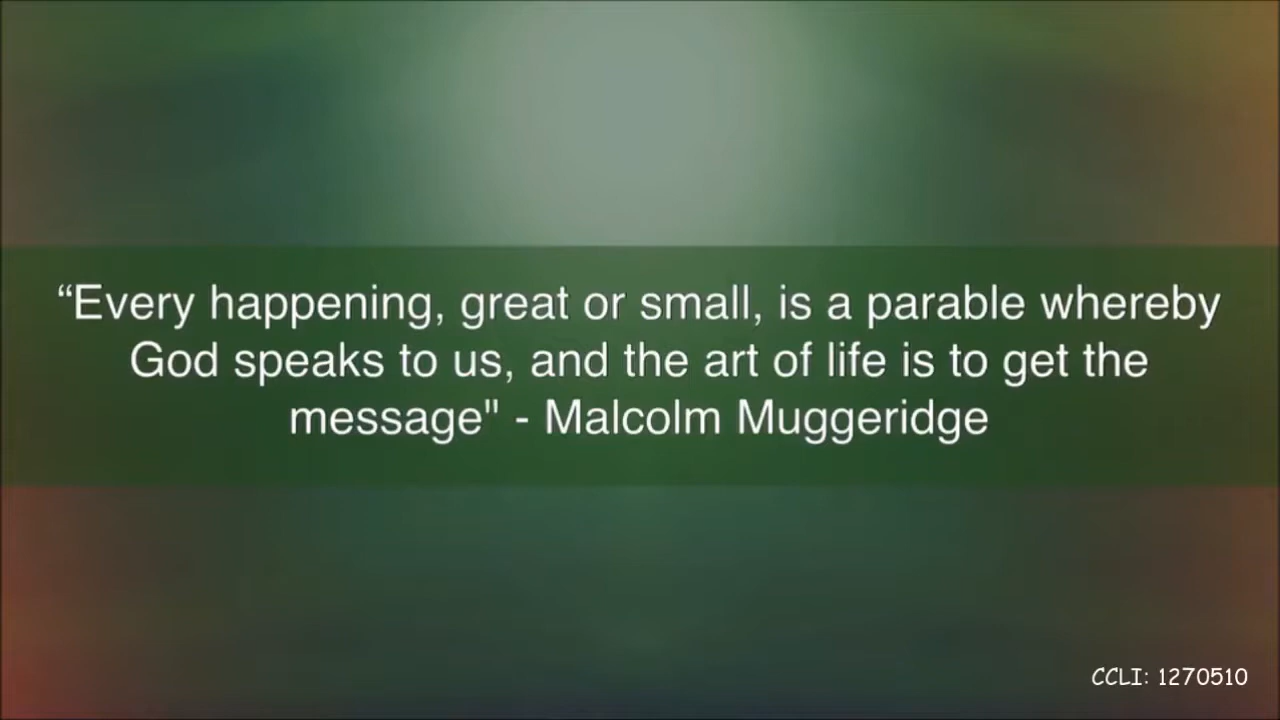 “Every happening, great or small, is a parable whereby
God speaks to us, and the art of life is to get the
message" - Malcolm Muggeridge
CCLI: 1270510